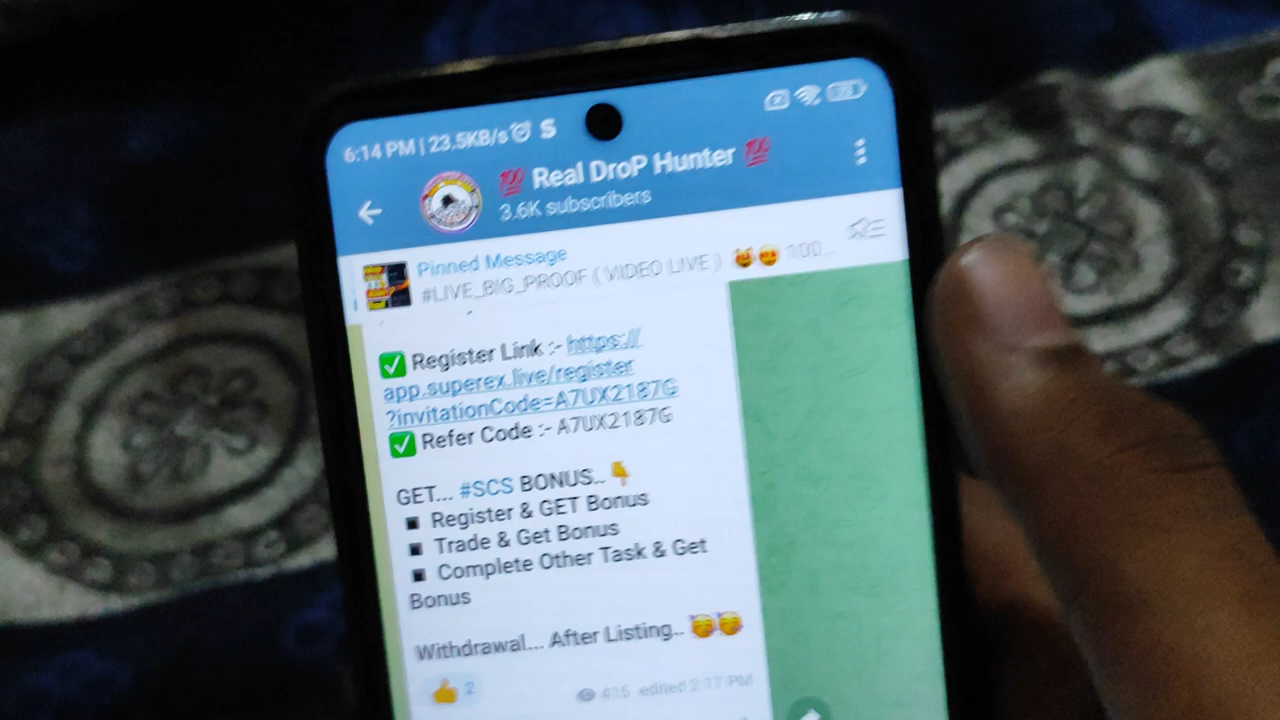 6:14 PM | 23.5KB/s
💯 Real DroP Hunter 💯
3.6K subscribers
Pinned Message
#LIVE_BIG_PROOF ( VIDEO LIVE ) 😻😍 100...
✅ Register Link :- https://
app.superex.live/register
?invitationCode=A7UX2187G
✅ Refer Code :- A7UX2187G
GET... #SCS BONUS.. 👇
▪ Register & GET Bonus
▪ Trade & Get Bonus
▪ Complete Other Task & Get
Bonus
Withdrawal... After Listing.. 🥳🥳
👍 2
edited 2:17 PM